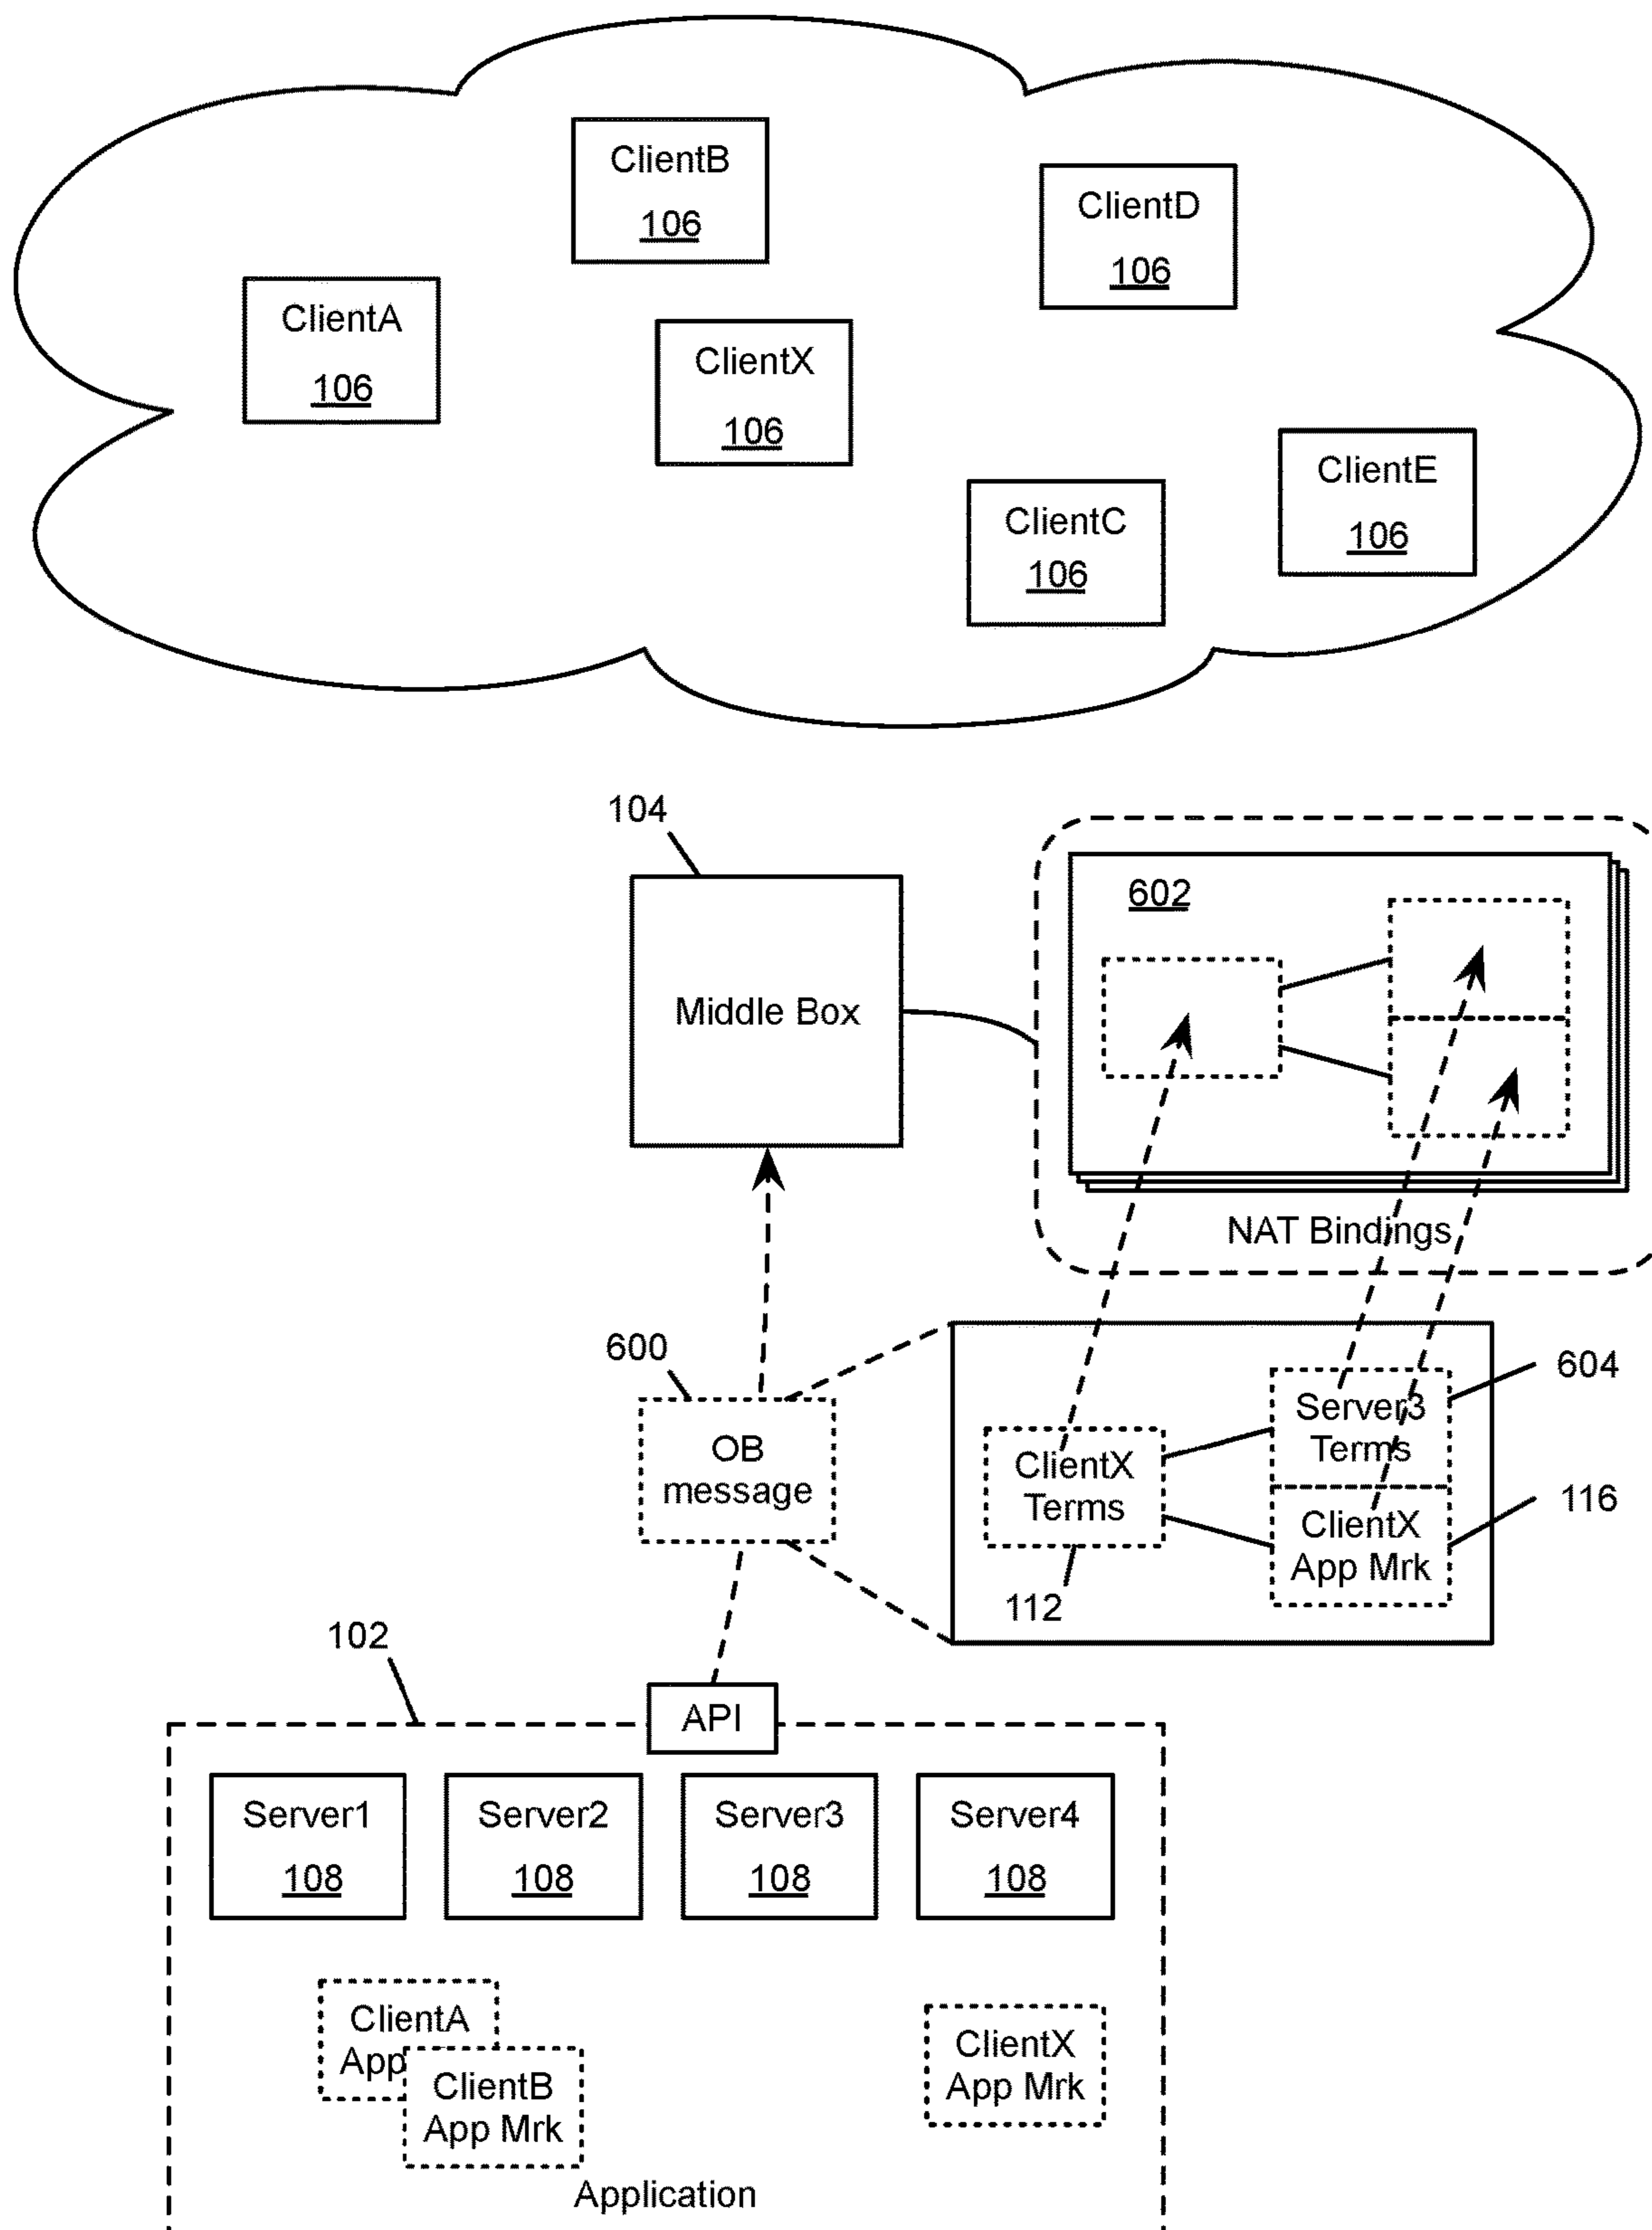 ClientB
106
ClientD
106
ClientA
106
ClientX
106
ClientE
106
ClientC
106
104
602
Middle Box
NAT Bindings
600
604
Server3
Terms
OB
message
ClientX
Terms
116
ClientX
App Mrk
112
102
API
Server1
108
Server2
108
Server3
108
Server4
108
ClientA
App
ClientB
App Mrk
ClientX
App Mrk
Application